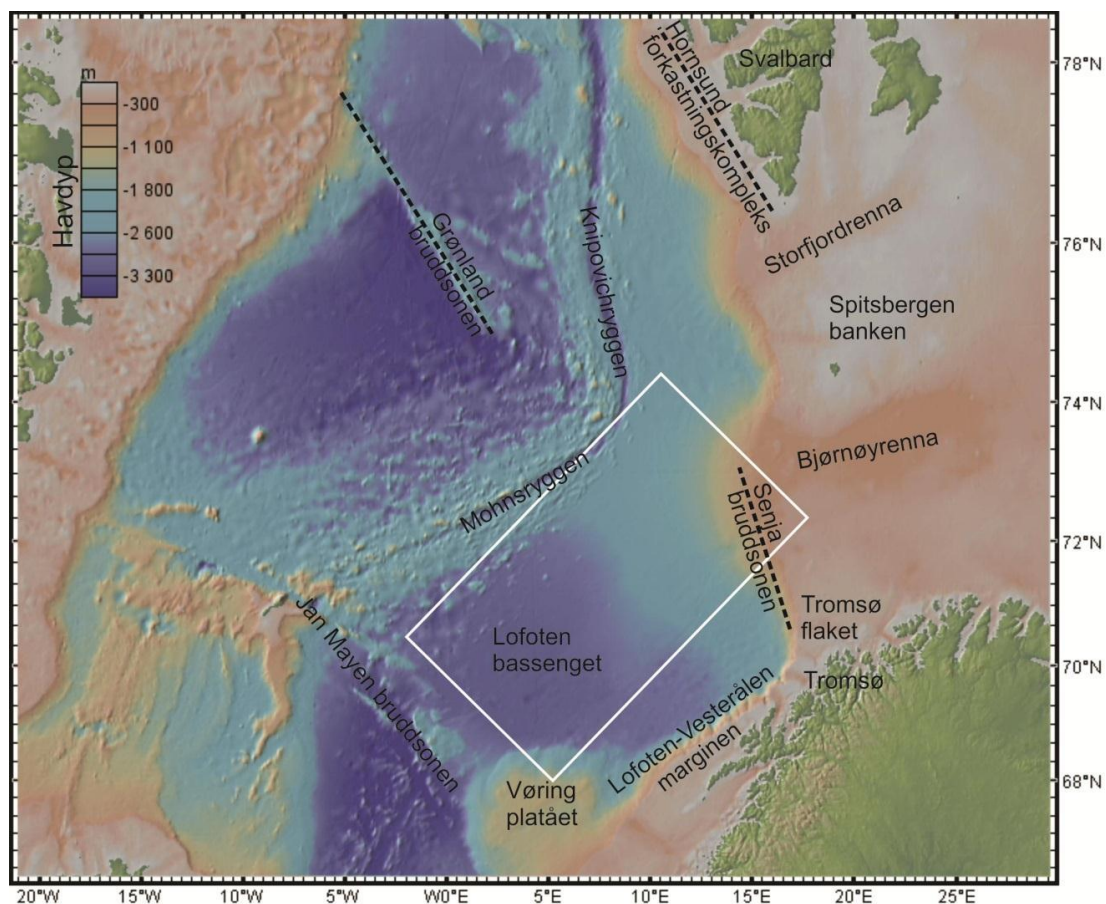 m
-300
-1 100
-1 800
-2 600
-3 300
Havdyp
Hornsund
forkastningskompleks
Svalbard
78°N
Grønland
bruddsonen
Knipovichryggen
76°N
Storfjordrenna
Spitsbergen
banken
74°N
Bjørnøyrenna
Mohnsryggen
Senja
bruddsonen
72°N
Jan Mayen bruddsonen
Lofoten
bassenget
Tromsø
flaket
70°N
Tromsø
Lofoten-Vesterålen
marginen
68°N
Vøring
platået
20°W
15°W
10°W
5°W
W0°E
5°E
10°E
15°E
20°E
25°E